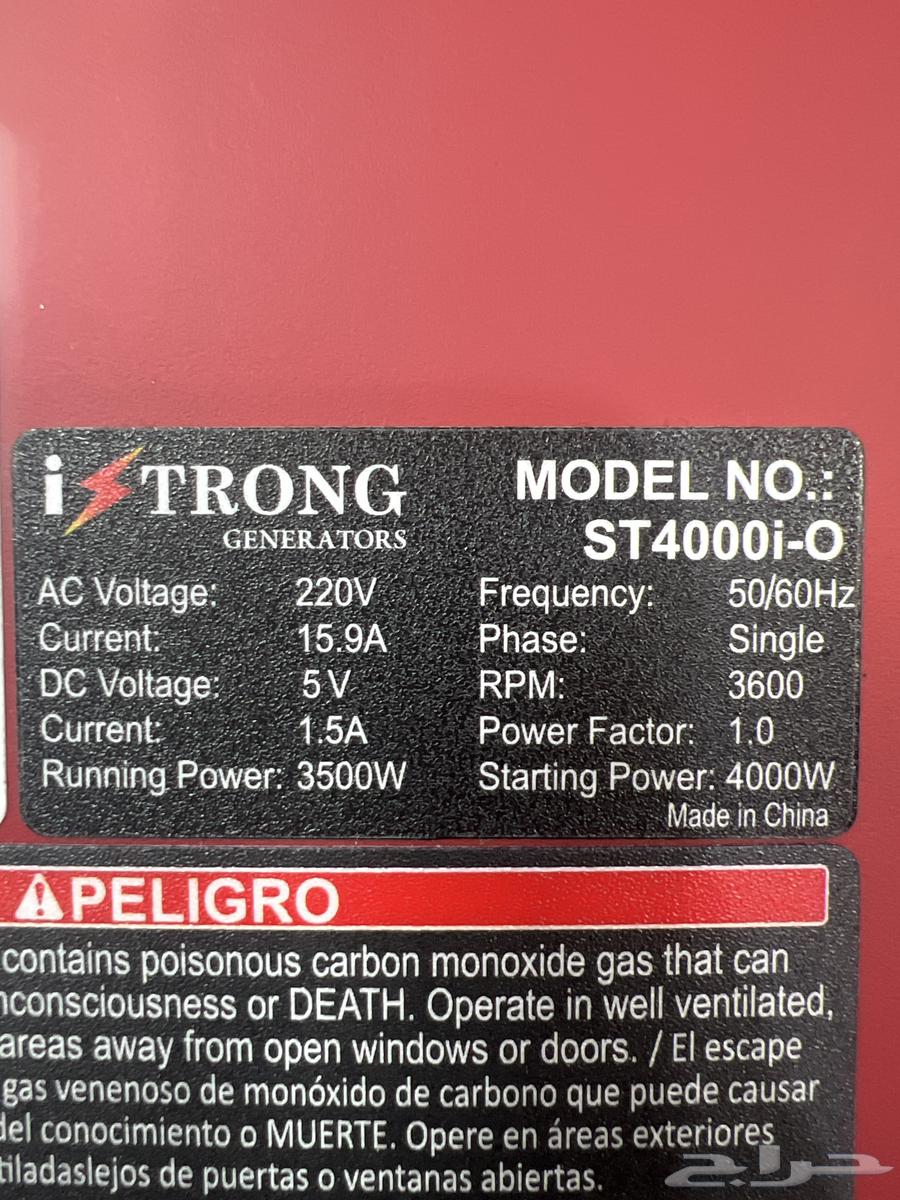 iSTRONG
GENERATORS
MODEL NO.:
ST4000i-O
AC Voltage: 220V
Current: 15.9A
DC Voltage: 5V
Current: 1.5A
Running Power: 3500W
Frequency: 50/60Hz
Phase: Single
RPM: 3600
Power Factor: 1.0
Starting Power: 4000W
Made in China
PELIGRO
contains poisonous carbon monoxide gas that can
nconsciousness or DEATH. Operate in well ventilated,
areas away from open windows or doors. / El escape
gas venenoso de monóxido de carbono que puede causar
del conocimiento o MUERTE. Opere en áreas exteriores
tiladaslejos de puertas o ventanas abiertas.
حراج